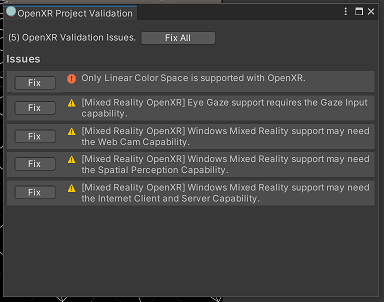 OpenXR Project Validation
(5) OpenXR Validation Issues. Fix All
Issues
Fix Only Linear Color Space is supported with OpenXR.
Fix [Mixed Reality OpenXR] Eye Gaze support requires the Gaze Input
capability.
Fix [Mixed Reality OpenXR] Windows Mixed Reality support may need
the Web Cam Capability.
Fix [Mixed Reality OpenXR] Windows Mixed Reality support may need
the Spatial Perception Capability.
Fix [Mixed Reality OpenXR] Windows Mixed Reality support may need
the Internet Client and Server Capability.